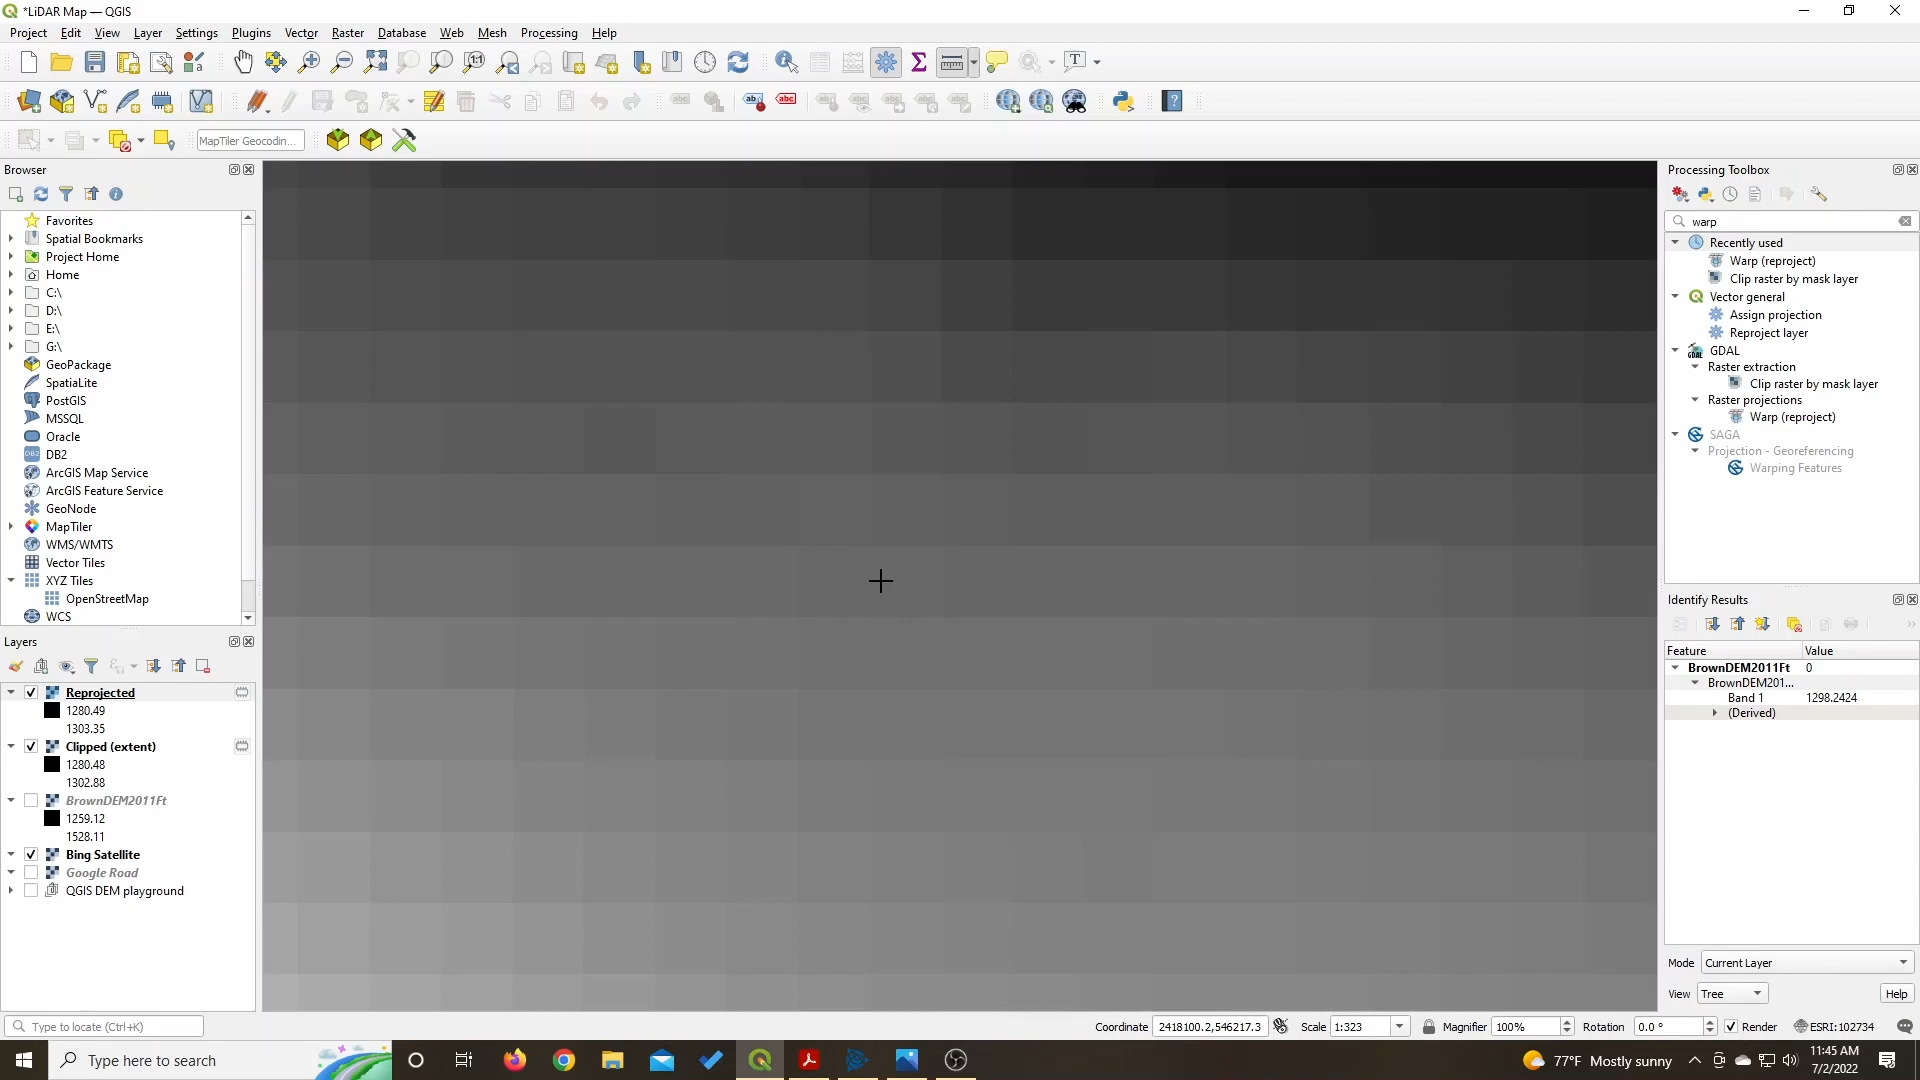 *LiDAR Map — QGIS
Project Edit View Layer Settings Plugins Vector Raster Database Web Mesh Processing Help
1:1
T
abc abc abc
?
MapTiler Geocodin...
Browser
Favorites
Spatial Bookmarks
Project Home
Home
C:\
D:\
E:\
G:\
GeoPackage
SpatiaLite
PostGIS
MSSQL
Oracle
DB2
ArcGIS Map Service
ArcGIS Feature Service
GeoNode
MapTiler
WMS/WMTS
Vector Tiles
XYZ Tiles
OpenStreetMap
WCS
Layers
Reprojected
1280.49
1303.35
Clipped (extent)
1280.48
1302.88
BrownDEM2011Ft
1259.12
1528.11
Bing Satellite
Google Road
QGIS DEM playground
Processing Toolbox
warp
Recently used
Warp (reproject)
Clip raster by mask layer
Vector general
Assign projection
Reproject layer
GDAL
Raster extraction
Clip raster by mask layer
Raster projections
Warp (reproject)
SAGA
Projection - Georeferencing
Warping Features
Identify Results
Feature Value
BrownDEM2011Ft 0
BrownDEM201...
Band 1 1298.2424
(Derived)
Mode Current Layer
View Tree Help
Type to locate (Ctrl+K)
Coordinate 2418100.2,546217.3 Scale 1:323 Magnifier 100% Rotation 0.0 ° Render ESRI:102734
Type here to search
77°F Mostly sunny
11:45 AM
7/2/2022